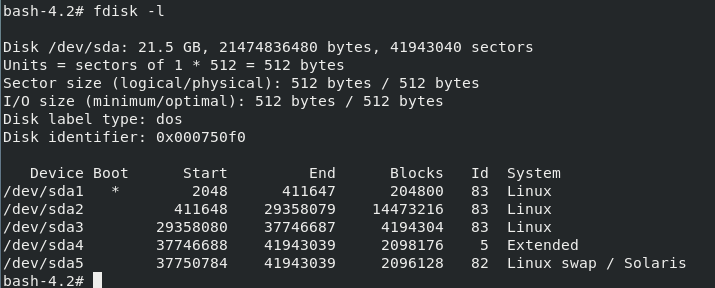 bash-4.2# fdisk -l

Disk /dev/sda: 21.5 GB, 21474836480 bytes, 41943040 sectors
Units = sectors of 1 * 512 = 512 bytes
Sector size (logical/physical): 512 bytes / 512 bytes
I/O size (minimum/optimal): 512 bytes / 512 bytes
Disk label type: dos
Disk identifier: 0x000750f0

   Device Boot      Start         End      Blocks   Id  System
/dev/sda1   *        2048      411647      204800   83  Linux
/dev/sda2          411648    29358079    14473216   83  Linux
/dev/sda3        29358080    37746687     4194304   83  Linux
/dev/sda4        37746688    41943039     2098176    5  Extended
/dev/sda5        37750784    41943039     2096128   82  Linux swap / Solaris
bash-4.2#